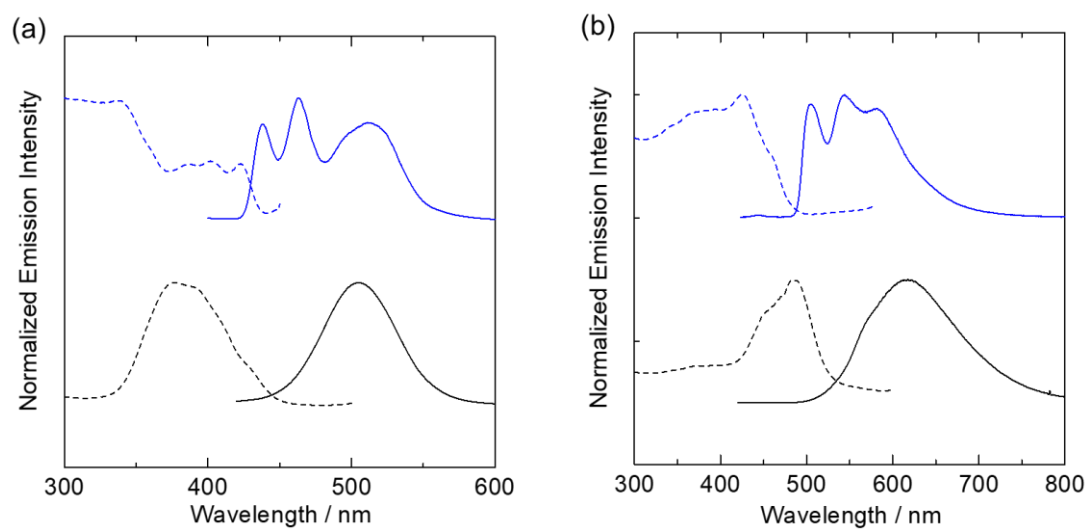 (a)
Normalized Emission Intensity
300 400 500 600
Wavelength / nm
(b)
Normalized Emission Intensity
300 400 500 600 700 800
Wavelength / nm